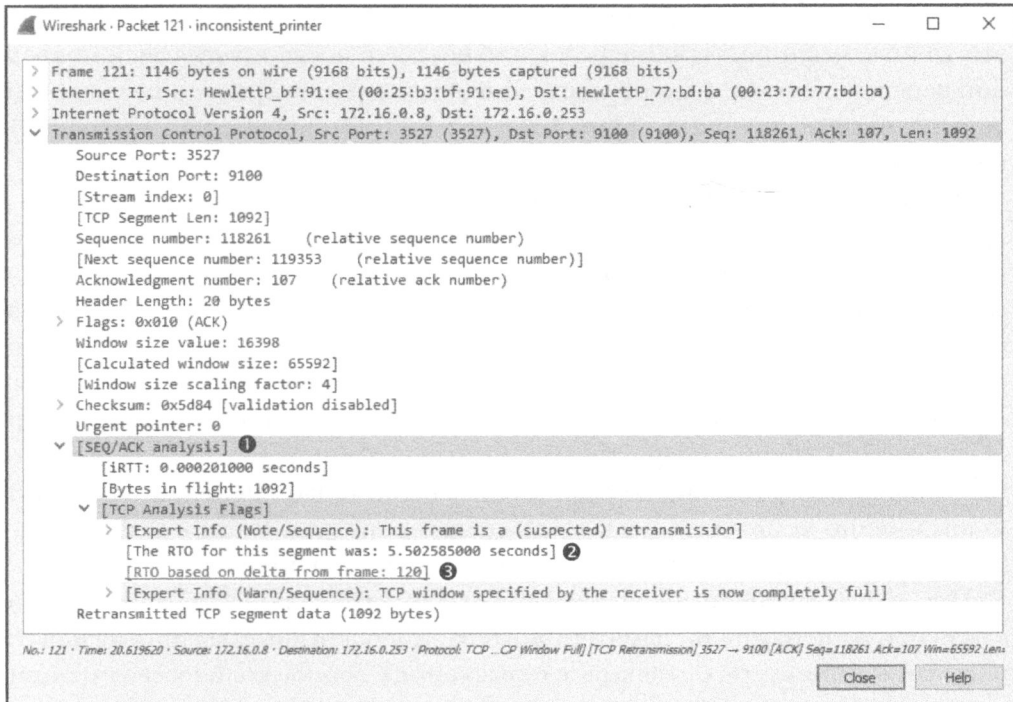 Wireshark · Packet 121 · inconsistent_printer
> Frame 121: 1146 bytes on wire (9168 bits), 1146 bytes captured (9168 bits)
> Ethernet II, Src: HewlettP_bf:91:ee (00:25:b3:bf:91:ee), Dst: HewlettP_77:bd:ba (00:23:7d:77:bd:ba)
> Internet Protocol Version 4, Src: 172.16.0.8, Dst: 172.16.0.253
Transmission Control Protocol, Src Port: 3527 (3527), Dst Port: 9100 (9100), Seq: 118261, Ack: 107, Len: 1092
Source Port: 3527
Destination Port: 9100
[Stream index: 0]
[TCP Segment Len: 1092]
Sequence number: 118261 (relative sequence number)
[Next sequence number: 119353 (relative sequence number)]
Acknowledgment number: 107 (relative ack number)
Header Length: 20 bytes
> Flags: 0x010 (ACK)
Window size value: 16398
[Calculated window size: 65592]
[Window size scaling factor: 4]
> Checksum: 0x5d84 [validation disabled]
Urgent pointer: 0
[SEQ/ACK analysis] ❶
[iRTT: 0.000201000 seconds]
[Bytes in flight: 1092]
[TCP Analysis Flags]
> [Expert Info (Note/Sequence): This frame is a (suspected) retransmission]
[The RTO for this segment was: 5.502585000 seconds] ❷
[RTO based on delta from frame: 120] ❸
> [Expert Info (Warn/Sequence): TCP window specified by the receiver is now completely full]
Retransmitted TCP segment data (1092 bytes)
No.: 121 · Time: 20.619620 · Source: 172.16.0.8 · Destination: 172.16.0.253 · Protocol: TCP ...CP Window Full] [TCP Retransmission] 3527 → 9100 [ACK] Seq=118261 Ack=107 Win=65592 Len=
Close Help